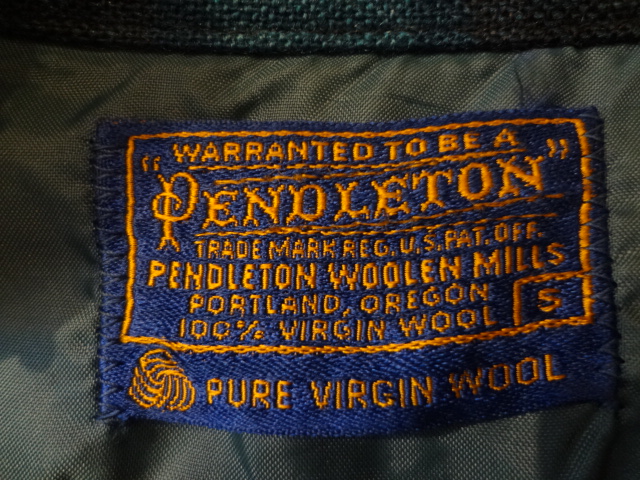 WARRANTED TO BE A
"PENDLETON"
TRADE MARK REG. U.S. PAT. OFF.
PENDLETON WOOLEN MILLS
PORTLAND, OREGON
100% VIRGIN WOOL
S
PURE VIRGIN WOOL